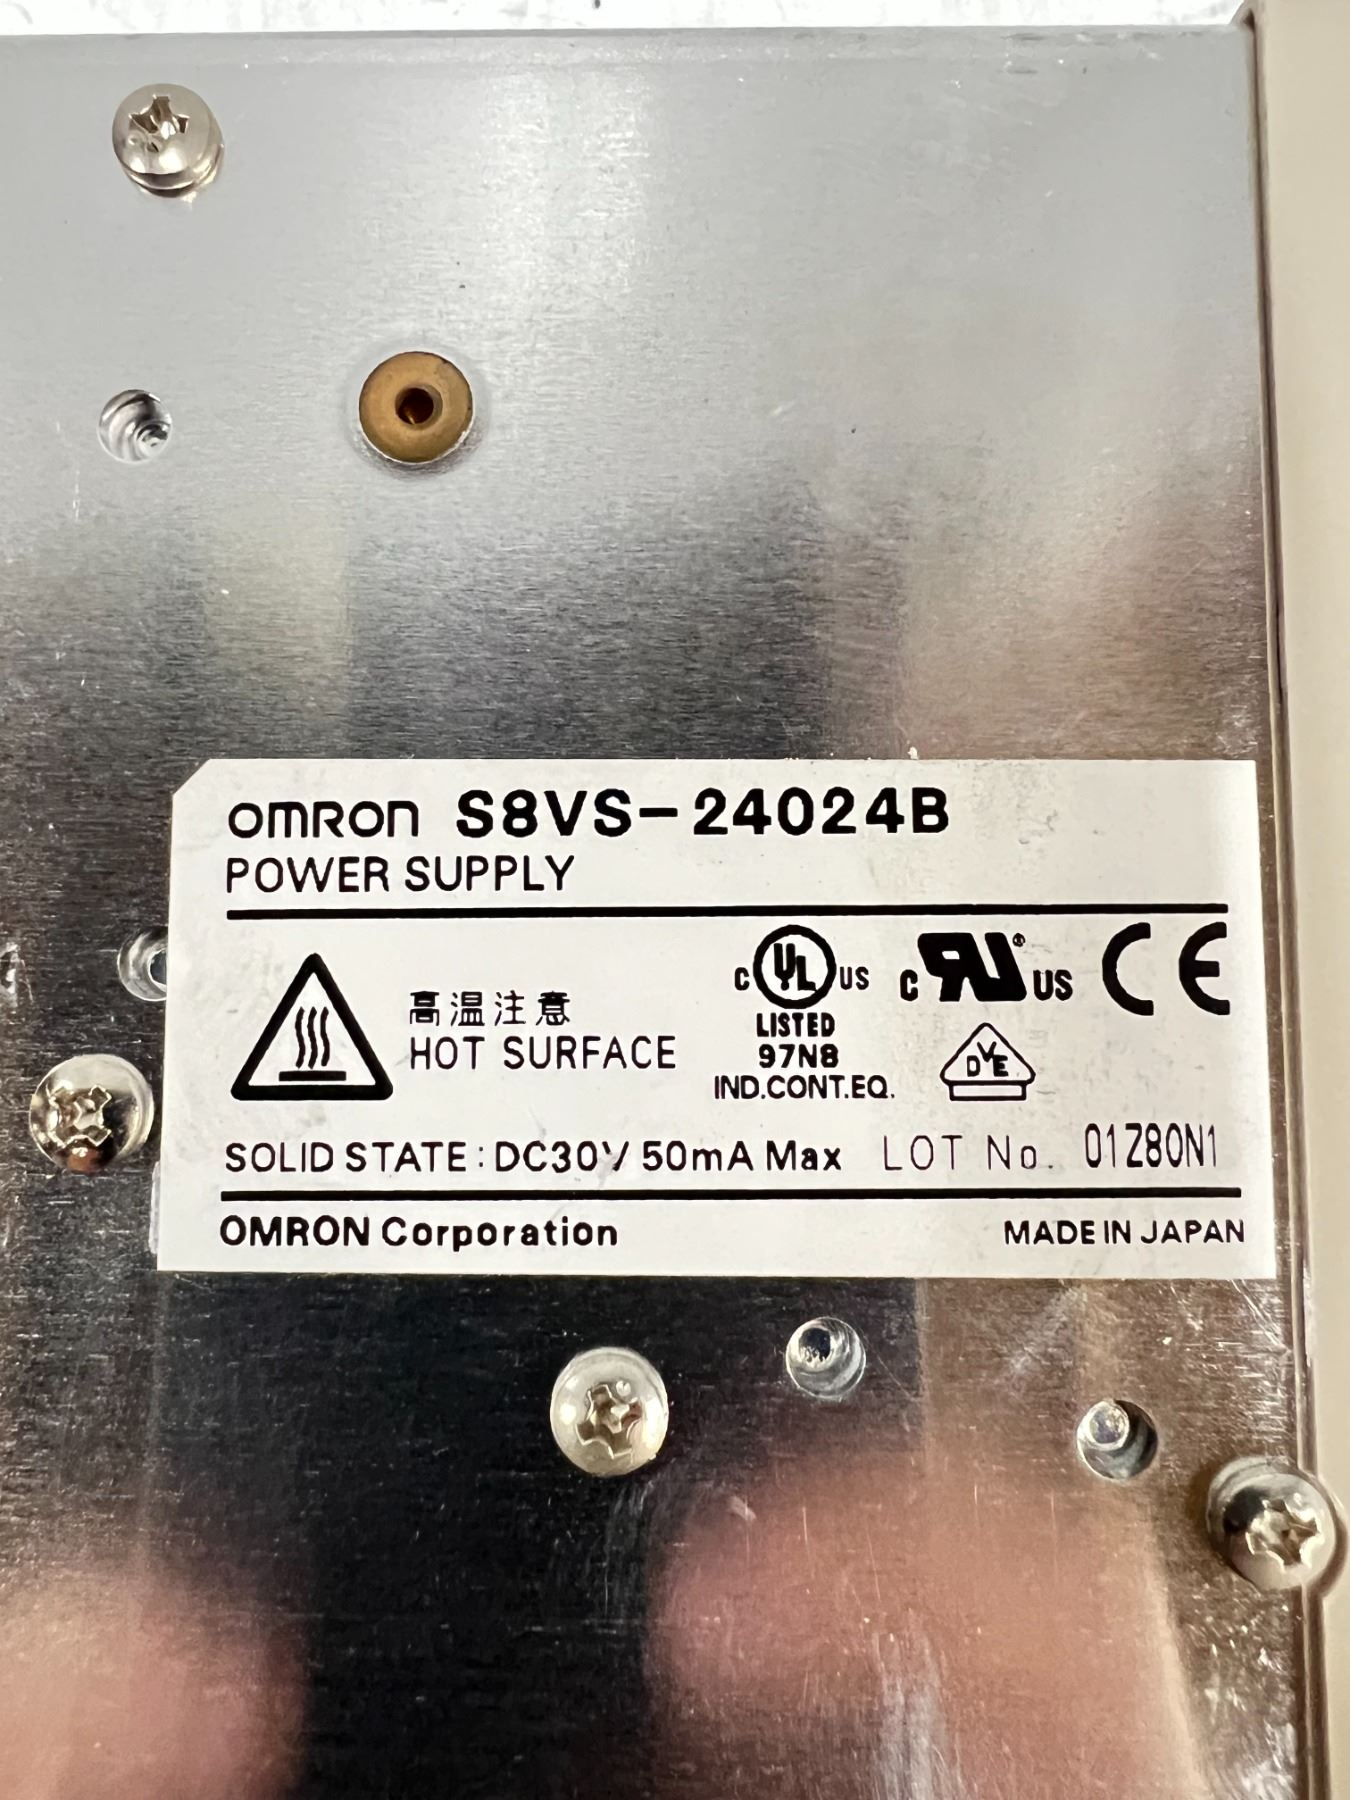 OMRON S8VS-24024B
POWER SUPPLY
高温注意
HOT SURFACE
C UL US
LISTED
97N8
IND.CONT.EQ.
C RU® US
CE
DVE
SOLID STATE : DC30V/ 50mA Max LOT No. 01Z80N1
OMRON Corporation MADE IN JAPAN